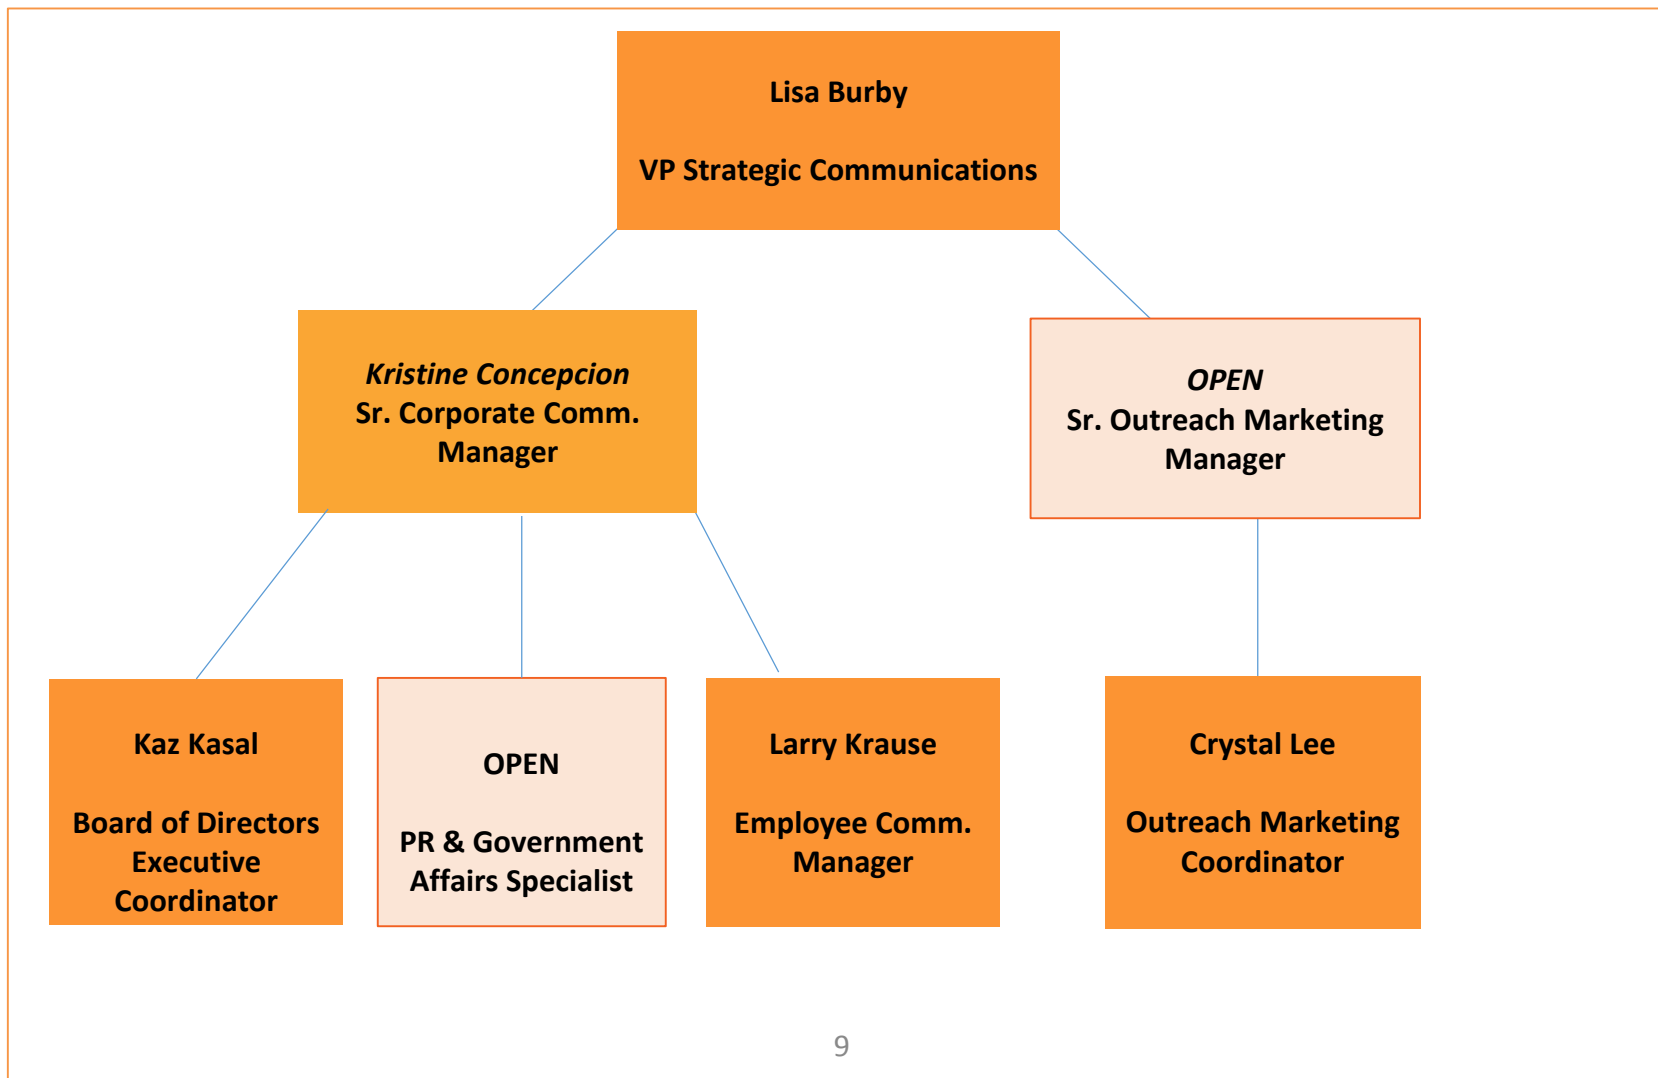 Lisa Burby
VP Strategic Communications
Kristine Concepcion
Sr. Corporate Comm.
Manager
OPEN
Sr. Outreach Marketing
Manager
Kaz Kasal
Board of Directors
Executive
Coordinator
OPEN
PR & Government
Affairs Specialist
Larry Krause
Employee Comm.
Manager
Crystal Lee
Outreach Marketing
Coordinator
9